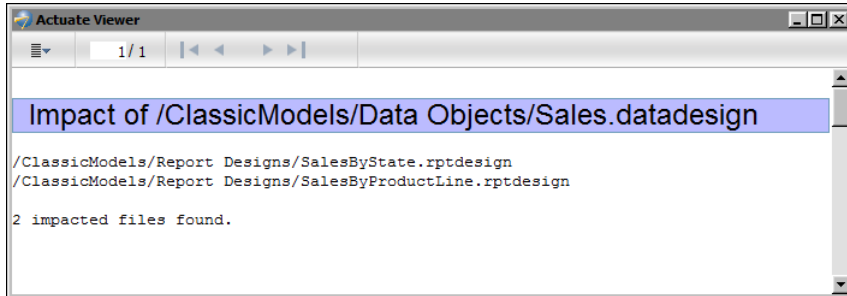 Actuate Viewer
1/ 1
Impact of /ClassicModels/Data Objects/Sales.datadesign
/ClassicModels/Report Designs/SalesByState.rptdesign
/ClassicModels/Report Designs/SalesByProductLine.rptdesign
2 impacted files found.